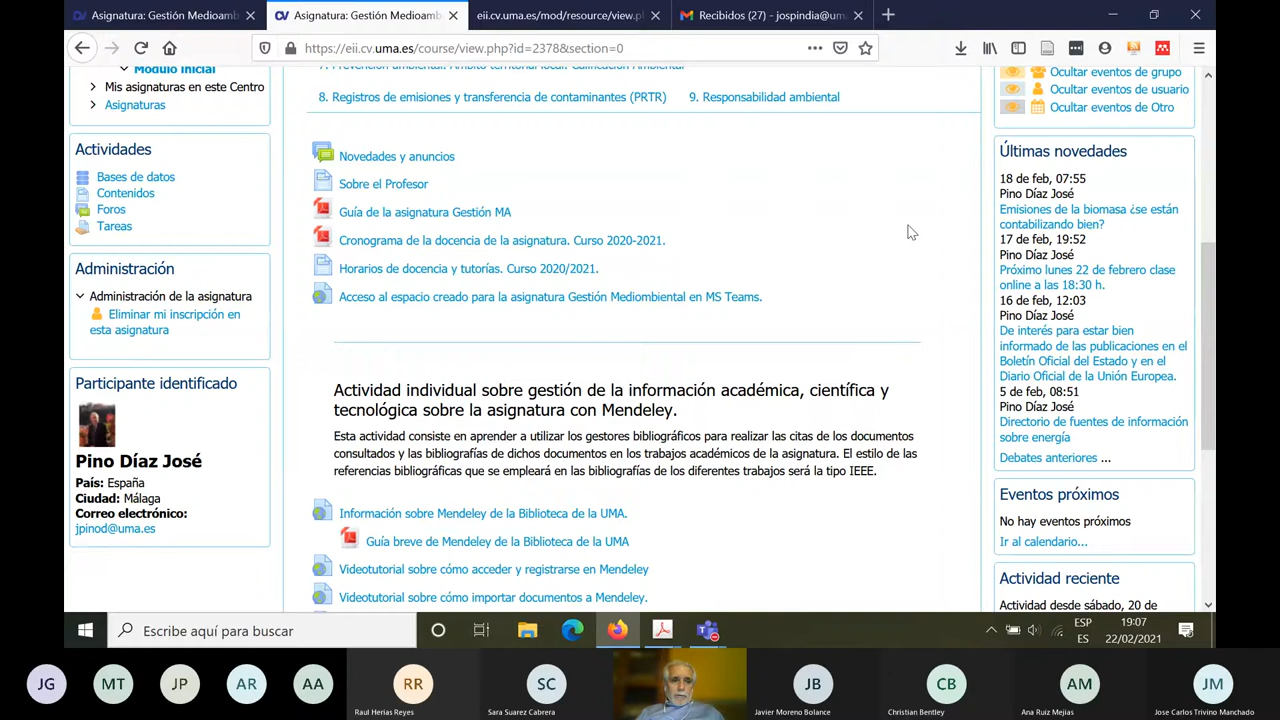 Asignatura: Gestión Medioamb
Asignatura: Gestión Medioamb
eii.cv.uma.es/mod/resource/view.p
Recibidos (27) - jospindia@uma
https://eii.cv.uma.es/course/view.php?id=2378&section=0
Módulo Inicial
Mis asignaturas en este Centro
Asignaturas
Actividades
Bases de datos
Contenidos
Foros
Tareas
Administración
Administración de la asignatura
Eliminar mi inscripción en
esta asignatura
Participante identificado
Pino Díaz José
País: España
Ciudad: Málaga
Correo electrónico:
jpinod@uma.es
7. Prevención ambiental. Ámbito territorial local. Calificación Ambiental
8. Registros de emisiones y transferencia de contaminantes (PRTR)
9. Responsabilidad ambiental
Novedades y anuncios
Sobre el Profesor
Guía de la asignatura Gestión MA
Cronograma de la docencia de la asignatura. Curso 2020-2021.
Horarios de docencia y tutorías. Curso 2020/2021.
Acceso al espacio creado para la asignatura Gestión Mediombiental en MS Teams.
Actividad individual sobre gestión de la información académica, científica y
tecnológica sobre la asignatura con Mendeley.
Esta actividad consiste en aprender a utilizar los gestores bibliográficos para realizar las citas de los documentos
consultados y las bibliografías de dichos documentos en los trabajos académicos de la asignatura. El estilo de las
referencias bibliográficas que se empleará en las bibliografías de los diferentes trabajos será la tipo IEEE.
Información sobre Mendeley de la Biblioteca de la UMA.
Guía breve de Mendeley de la Biblioteca de la UMA
Videotutorial sobre cómo acceder y registrarse en Mendeley
Videotutorial sobre cómo importar documentos a Mendeley.
Ocultar eventos de grupo
Ocultar eventos de usuario
Ocultar eventos de Otro
Últimas novedades
18 de feb, 07:55
Pino Díaz José
Emisiones de la biomasa ¿se están
contabilizando bien?
17 de feb, 19:52
Pino Díaz José
Próximo lunes 22 de febrero clase
online a las 18:30 h.
16 de feb, 12:03
Pino Díaz José
De interés para estar bien
informado de las publicaciones en el
Boletín Oficial del Estado y en el
Diario Oficial de la Unión Europea.
5 de feb, 08:51
Pino Díaz José
Directorio de fuentes de información
sobre energía
Debates anteriores ...
Eventos próximos
No hay eventos próximos
Ir al calendario...
Actividad reciente
Actividad desde sábado, 20 de
Escribe aquí para buscar
ESP
ES
19:07
22/02/2021
JG
MT
JP
AR
AA
RR
Raul Herias Reyes
SC
Sara Suarez Cabrera
JB
Javier Moreno Bolance
CB
Christian Bentley
AM
Ana Ruiz Mejias
JM
Jose Carlos Trivino Manchado